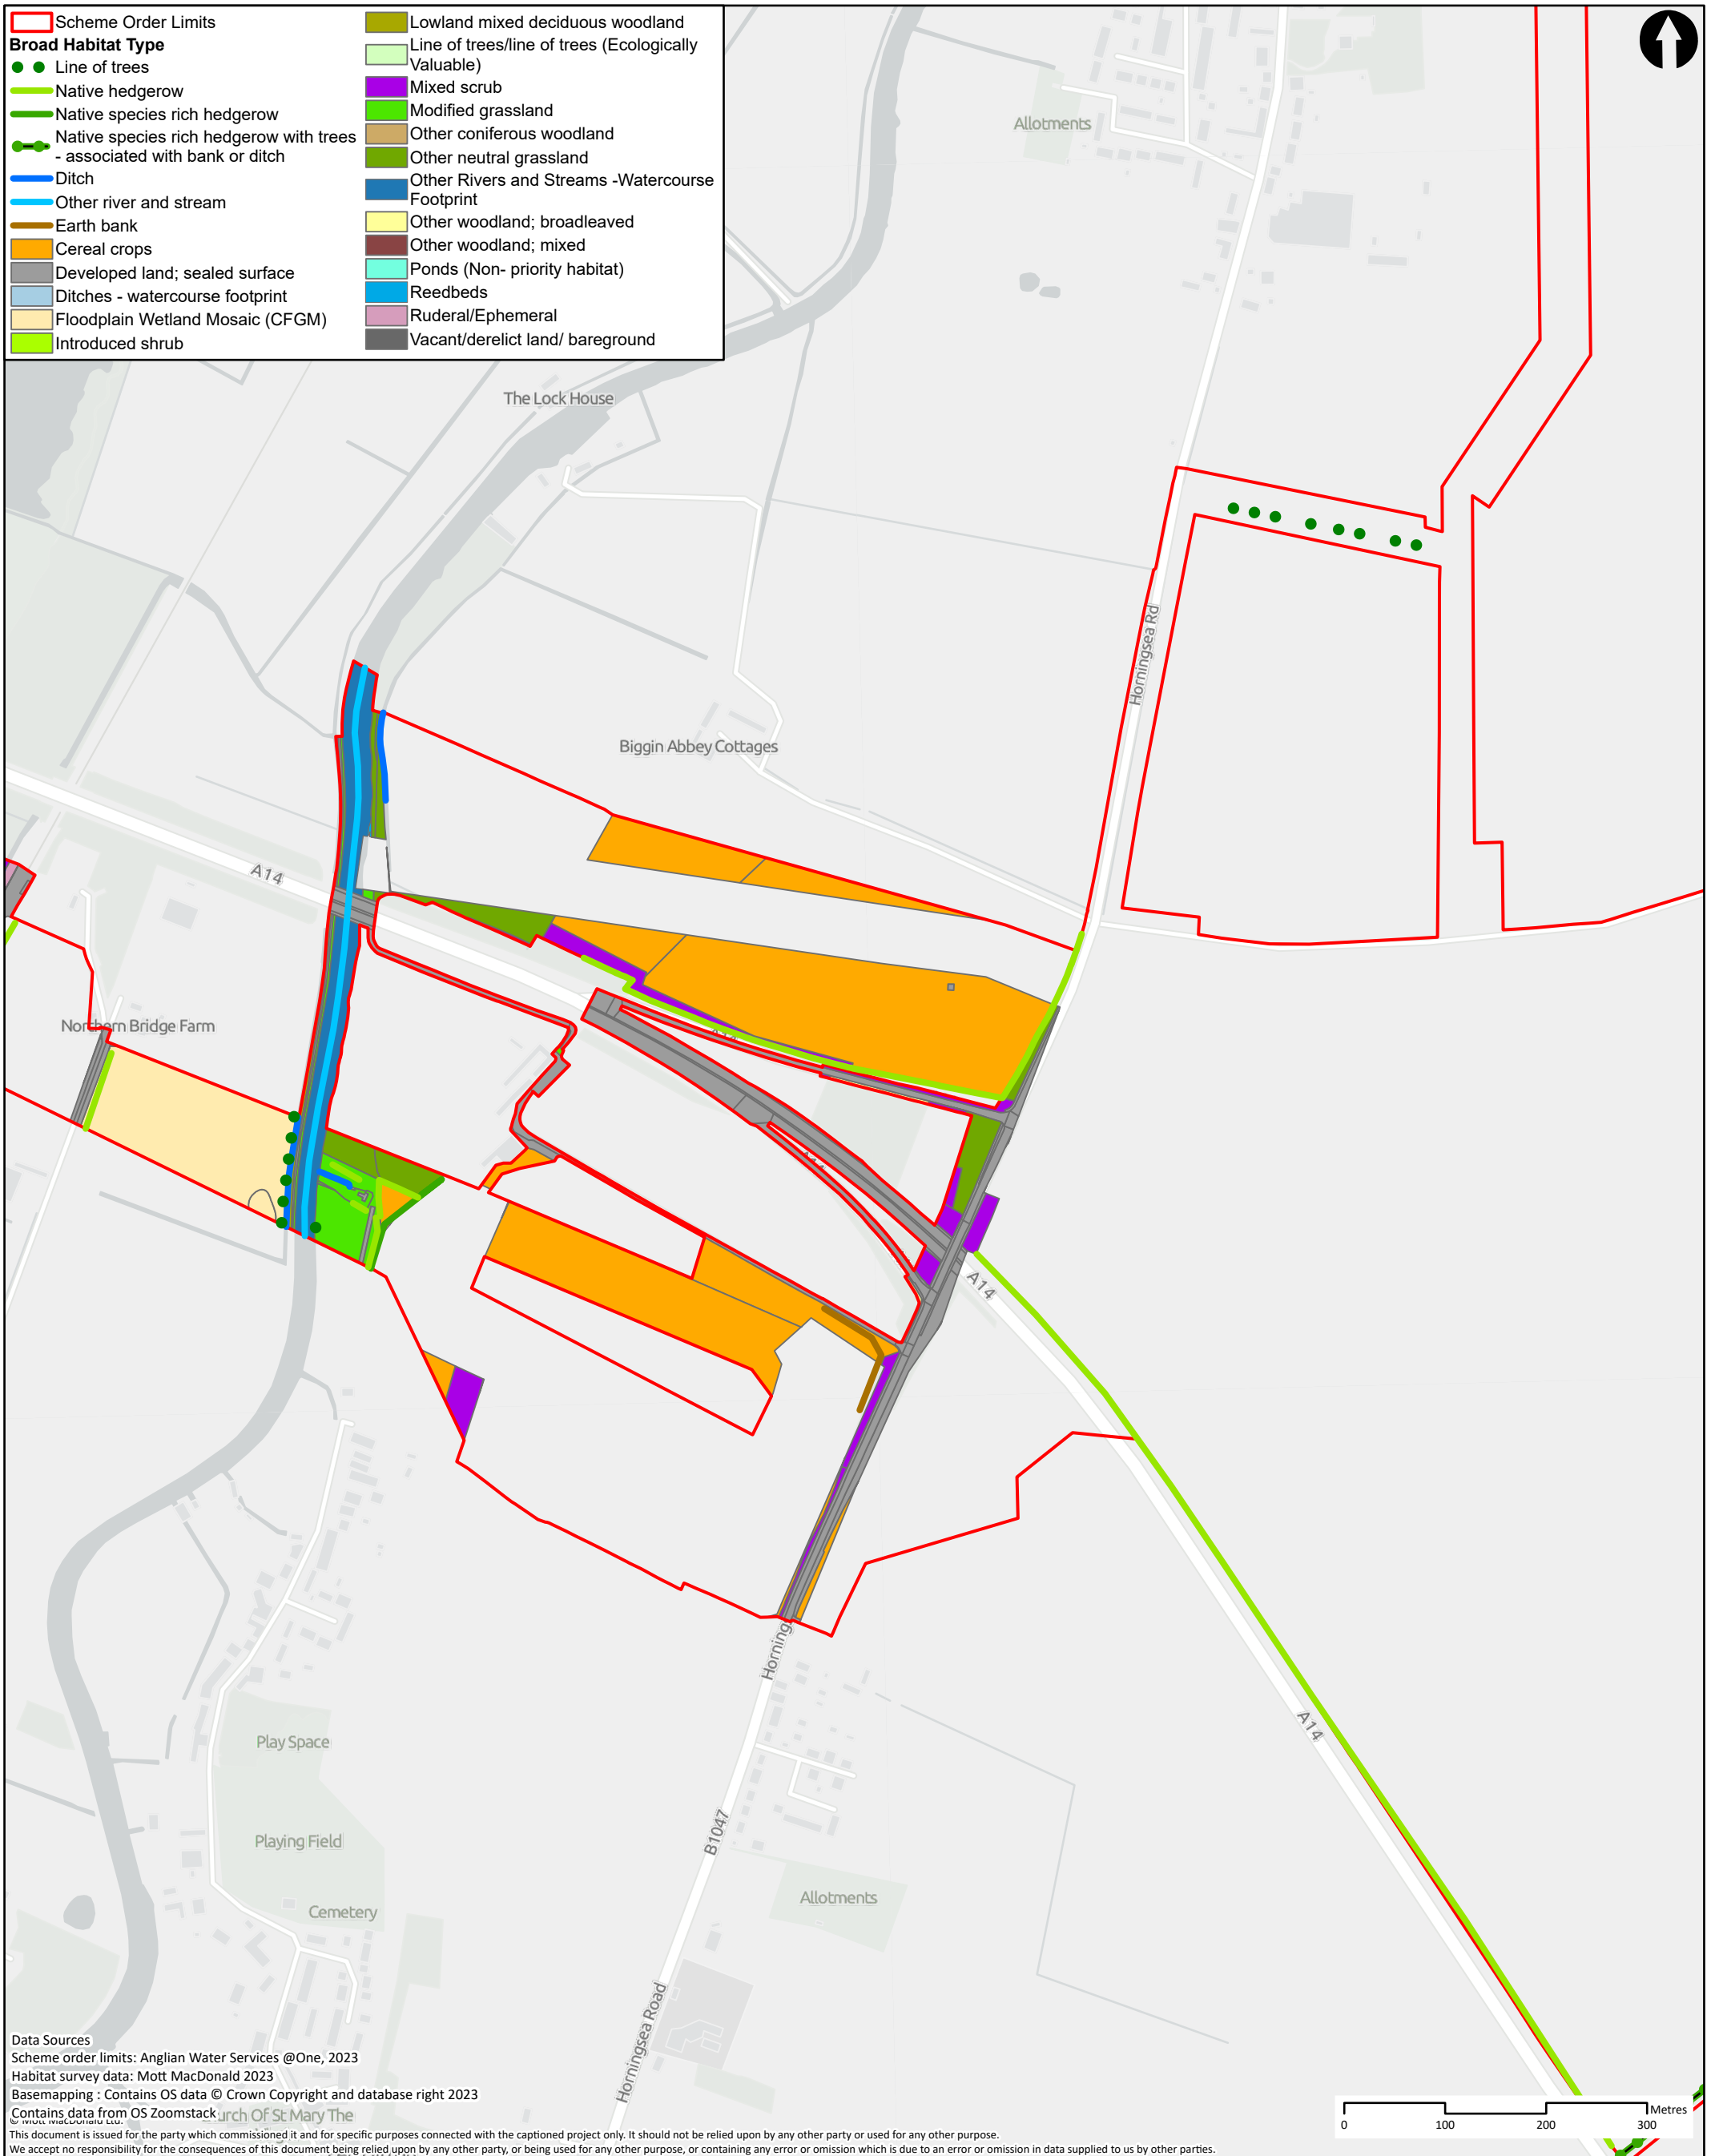 Scheme Order Limits
Broad Habitat Type
Line of trees
Native hedgerow
Native species rich hedgerow
Native species rich hedgerow with trees
- associated with bank or ditch
Ditch
Other river and stream
Earth bank
Cereal crops
Developed land; sealed surface
Ditches - watercourse footprint
Floodplain Wetland Mosaic (CFGM)
Introduced shrub
Lowland mixed deciduous woodland
Line of trees/line of trees (Ecologically
Valuable)
Mixed scrub
Modified grassland
Other coniferous woodland
Other neutral grassland
Other Rivers and Streams -Watercourse
Footprint
Other woodland; broadleaved
Other woodland; mixed
Ponds (Non- priority habitat)
Reedbeds
Ruderal/Ephemeral
Vacant/derelict land/ bareground
Allotments
The Lock House
Horningsea Rd
Biggin Abbey Cottages
A14
Northern Bridge Farm
A14
Horning
A14
Play Space
B1047
Playing Field
Allotments
Cemetery
Horningsea Road
Data Sources
Scheme order limits: Anglian Water Services @One, 2023
Habitat survey data: Mott MacDonald 2023
Basemapping : Contains OS data © Crown Copyright and database right 2023
Contains data from OS Zoomstack
urch Of St Mary The
© Mott MacDonald Ltd.
This document is issued for the party which commissioned it and for specific purposes connected with the captioned project only. It should not be relied upon by any other party or used for any other purpose.
We accept no responsibility for the consequences of this document being relied upon by any other party, or being used for any other purpose, or containing any error or omission which is due to an error or omission in data supplied to us by other parties.
Metres
0 100 200 300